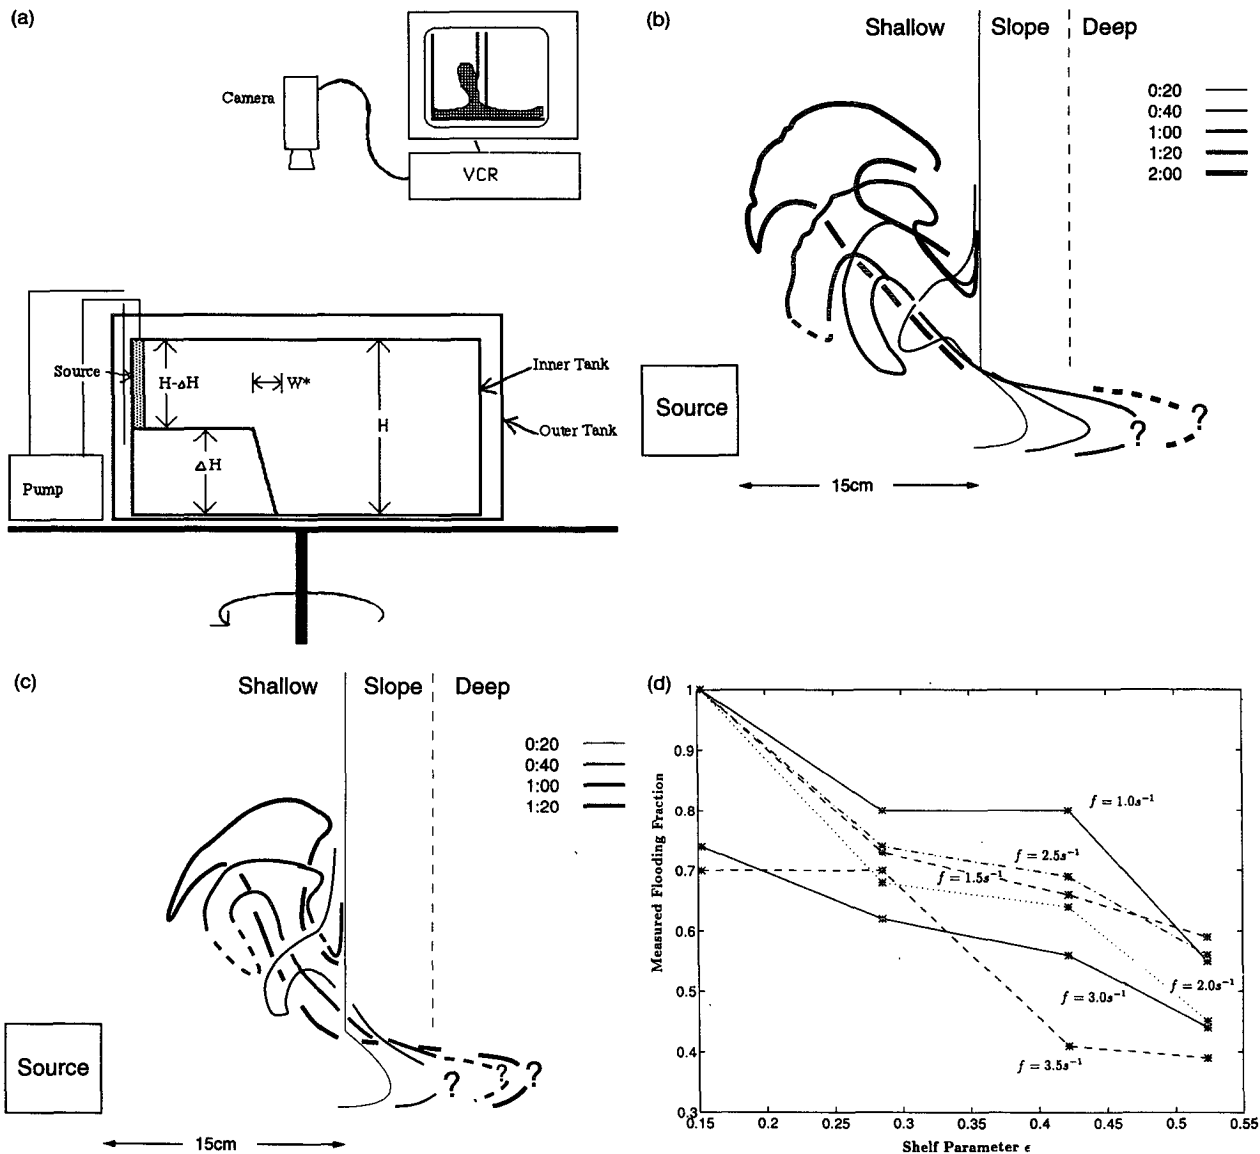 (a)
Camera
VCR
Source
H-ΔH
W*
H
ΔH
Inner Tank
Outer Tank
Pump
(b)
Shallow Slope Deep
0:20
0:40
1:00
1:20
2:00
Source
?
?
15cm
(c)
Shallow Slope Deep
0:20
0:40
1:00
1:20
Source
?
?
?
15cm
(d)
Measured Flooding Fraction
1
0.9
0.8
0.7
0.6
0.5
0.4
0.3
f = 1.0s⁻¹
f = 2.5s⁻¹
f = 1.5s⁻¹
f = 2.0s⁻¹
f = 3.0s⁻¹
f = 3.5s⁻¹
0.15 0.2 0.25 0.3 0.35 0.4 0.45 0.5 0.55
Shelf Parameter ε